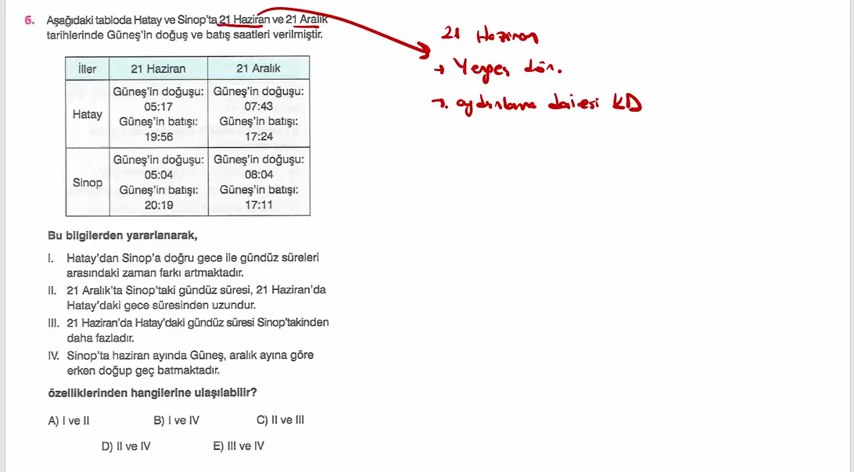 6. Aşağıdaki tabloda Hatay ve Sinop'ta 21 Haziran ve 21 Aralık
tarihlerinde Güneş'in doğuş ve batış saatleri verilmiştir.
İller 21 Haziran 21 Aralık
Hatay
Güneş'in doğuşu:
05:17
Güneş'in batışı:
19:56
Güneş'in doğuşu:
07:43
Güneş'in batışı:
17:24
Sinop
Güneş'in doğuşu:
05:04
Güneş'in batışı:
20:19
Güneş'in doğuşu:
08:04
Güneş'in batışı:
17:11
Bu bilgilerden yararlanarak,
I. Hatay'dan Sinop'a doğru gece ile gündüz süreleri
arasındaki zaman farkı artmaktadır.
II. 21 Aralık'ta Sinop'taki gündüz süresi, 21 Haziran'da
Hatay'daki gece süresinden uzundur.
III. 21 Haziran'da Hatay'daki gündüz süresi Sinop'takinden
daha fazladır.
IV. Sinop'ta haziran ayında Güneş, aralık ayına göre
erken doğup geç batmaktadır.
özelliklerinden hangilerine ulaşılabilir?
A) I ve II B) I ve IV C) II ve III
D) II ve IV E) III ve IV
21 Haziran
→ Yengeç dön.
→ aydınlanma dairesi KD